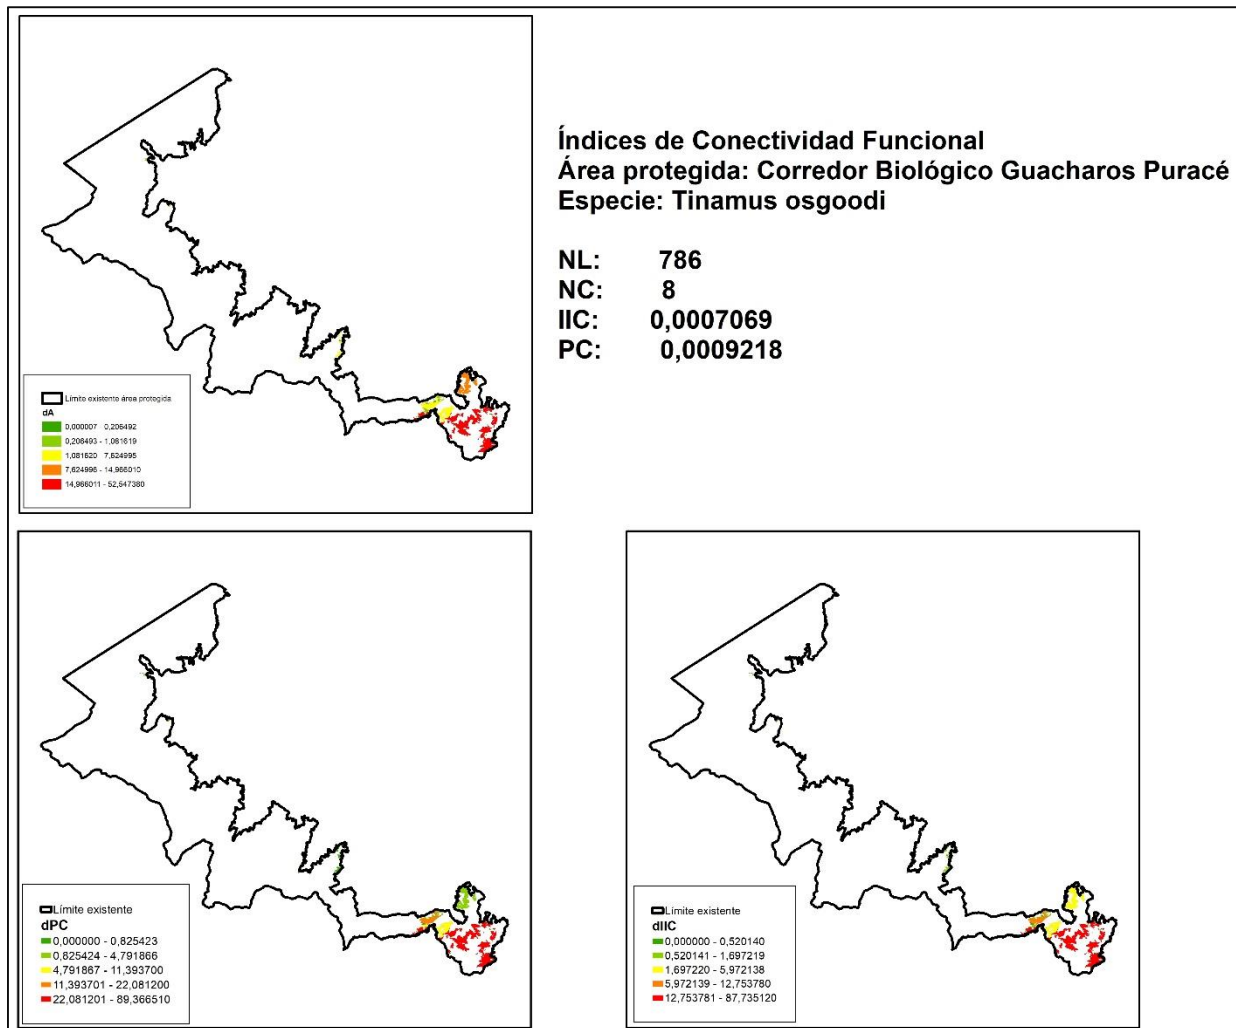 Índices de Conectividad Funcional
Área protegida: Corredor Biológico Guacharos Puracé
Especie: Tinamus osgoodi
NL: 786
NC: 8
IIC: 0,0007069
PC: 0,0009218
Límite existente área protegida
dA
0,000007 - 0,206492
0,206493 - 1,081619
1,081620 - 7,624995
7,624996 - 14,966010
14,966011 - 52,547380
Límite existente
dPC
0,000000 - 0,825423
0,825424 - 4,791866
4,791867 - 11,393700
11,393701 - 22,081200
22,081201 - 89,366510
Límite existente
dIIC
0,000000 - 0,520140
0,520141 - 1,697219
1,697220 - 5,972138
5,972139 - 12,753780
12,753781 - 87,735120